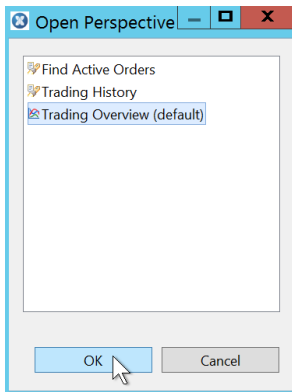 Open Perspective
Find Active Orders
Trading History
Trading Overview (default)
OK
Cancel